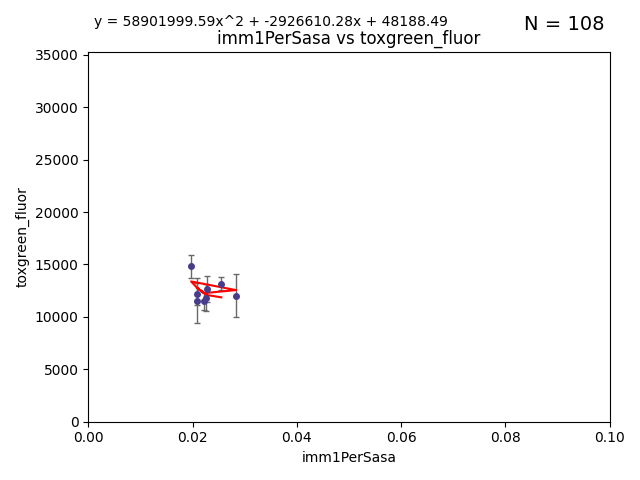 y = 58901999.59x^2 + -2926610.28x + 48188.49
N = 108
imm1PerSasa vs toxgreen_fluor
35000
30000
25000
20000
15000
10000
5000
0
toxgreen_fluor
0.00 0.02 0.04 0.06 0.08 0.10
imm1PerSasa